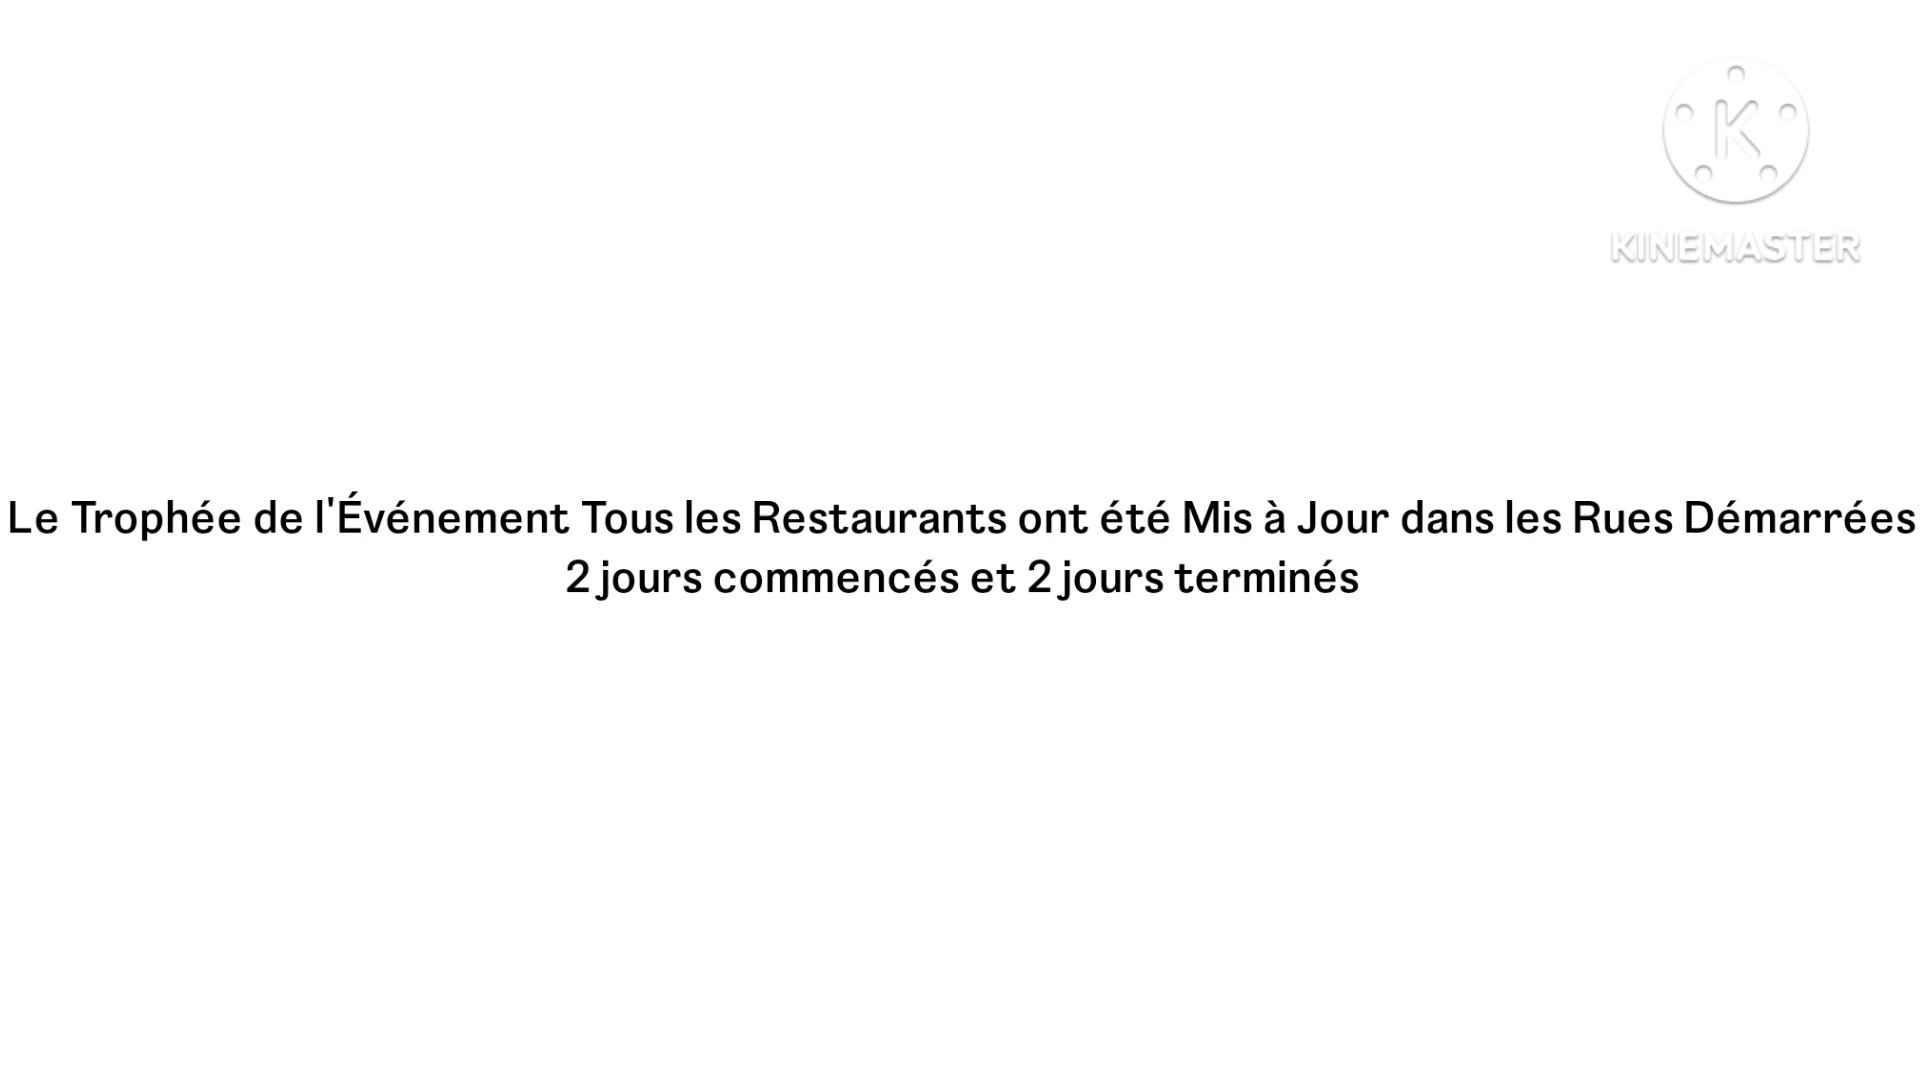 KINEMASTER
Le Trophée de l'Événement Tous les Restaurants ont été Mis à Jour dans les Rues Démarrées
2 jours commencés et 2 jours terminés